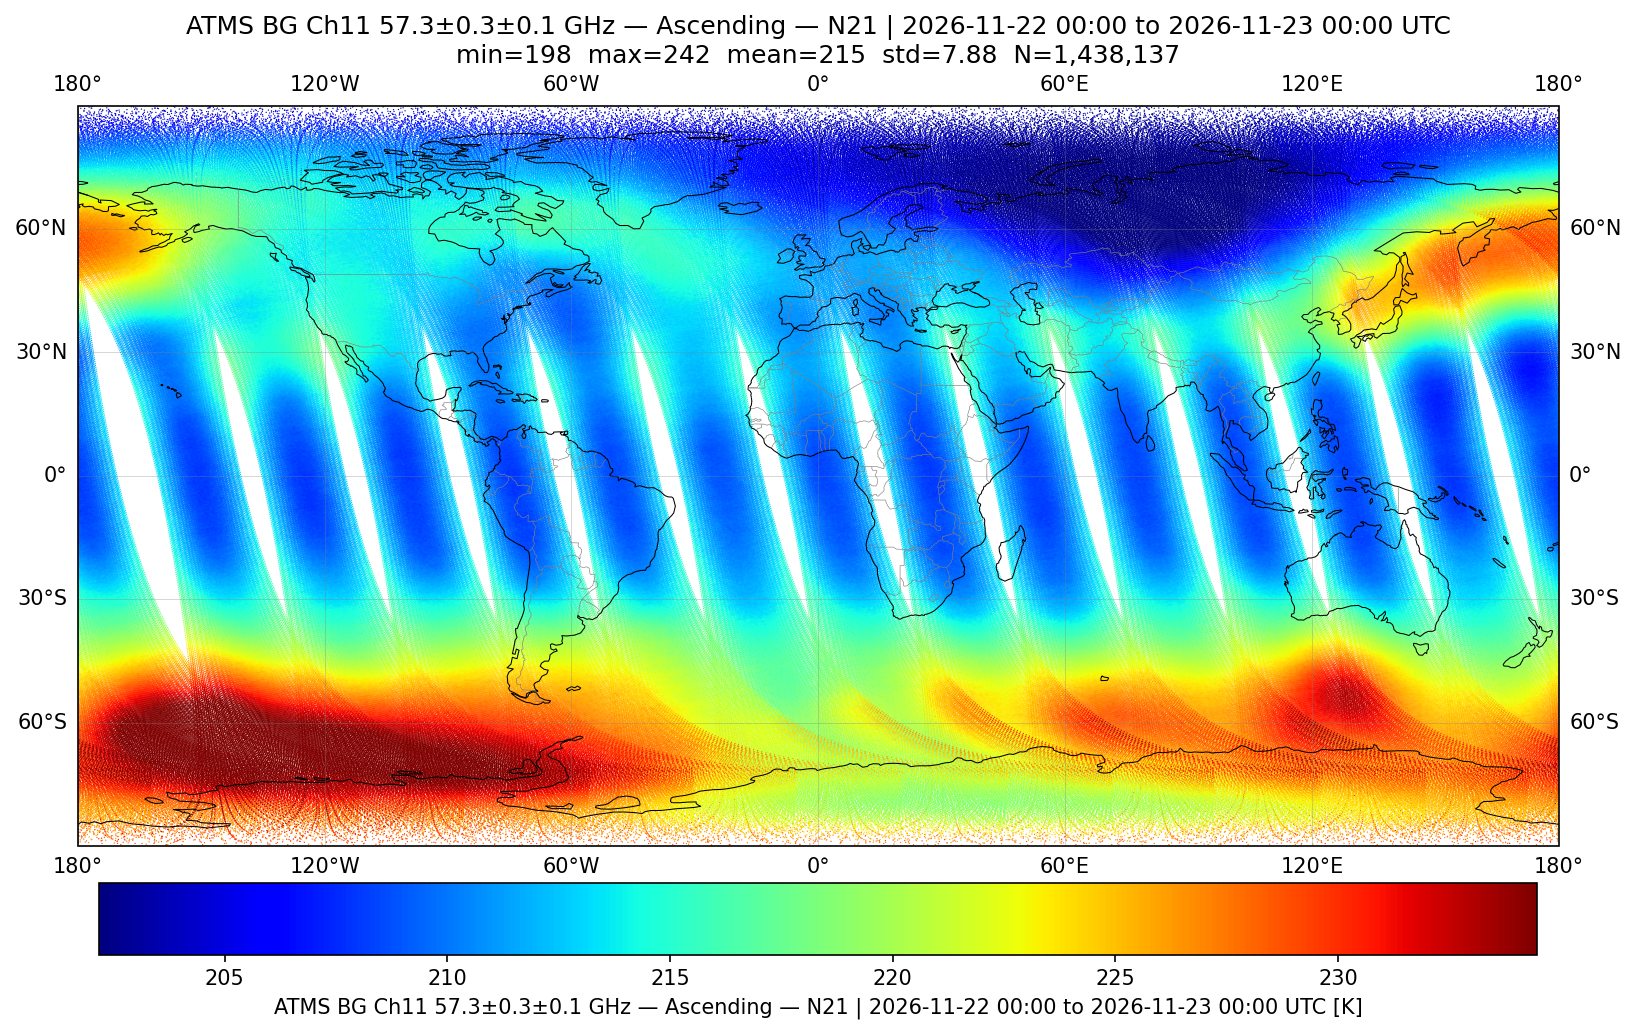 ATMS BG Ch11 57.3±0.3±0.1 GHz — Ascending — N21 | 2026-11-22 00:00 to 2026-11-23 00:00 UTC
min=198 max=242 mean=215 std=7.88 N=1,438,137
180° 120°W 60°W 0° 60°E 120°E 180°
60°N 60°N
30°N 30°N
0° 0°
30°S 30°S
60°S 60°S
180° 120°W 60°W 0° 60°E 120°E 180°
205 210 215 220 225 230
ATMS BG Ch11 57.3±0.3±0.1 GHz — Ascending — N21 | 2026-11-22 00:00 to 2026-11-23 00:00 UTC [K]